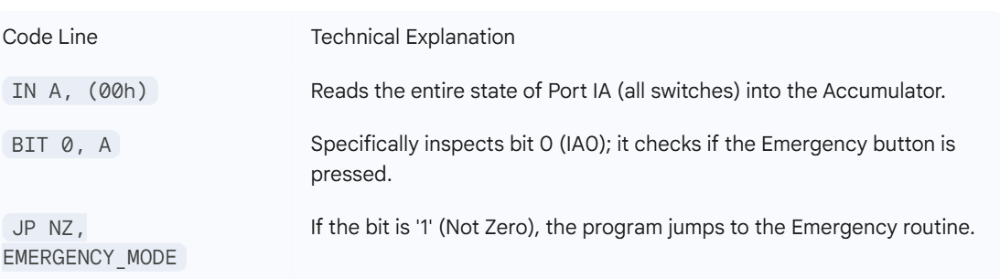 Code Line Technical Explanation
IN A, (00h) Reads the entire state of Port IA (all switches) into the Accumulator.
BIT 0, A Specifically inspects bit 0 (IA0); it checks if the Emergency button is
pressed.
JP NZ, If the bit is '1' (Not Zero), the program jumps to the Emergency routine.
EMERGENCY_MODE